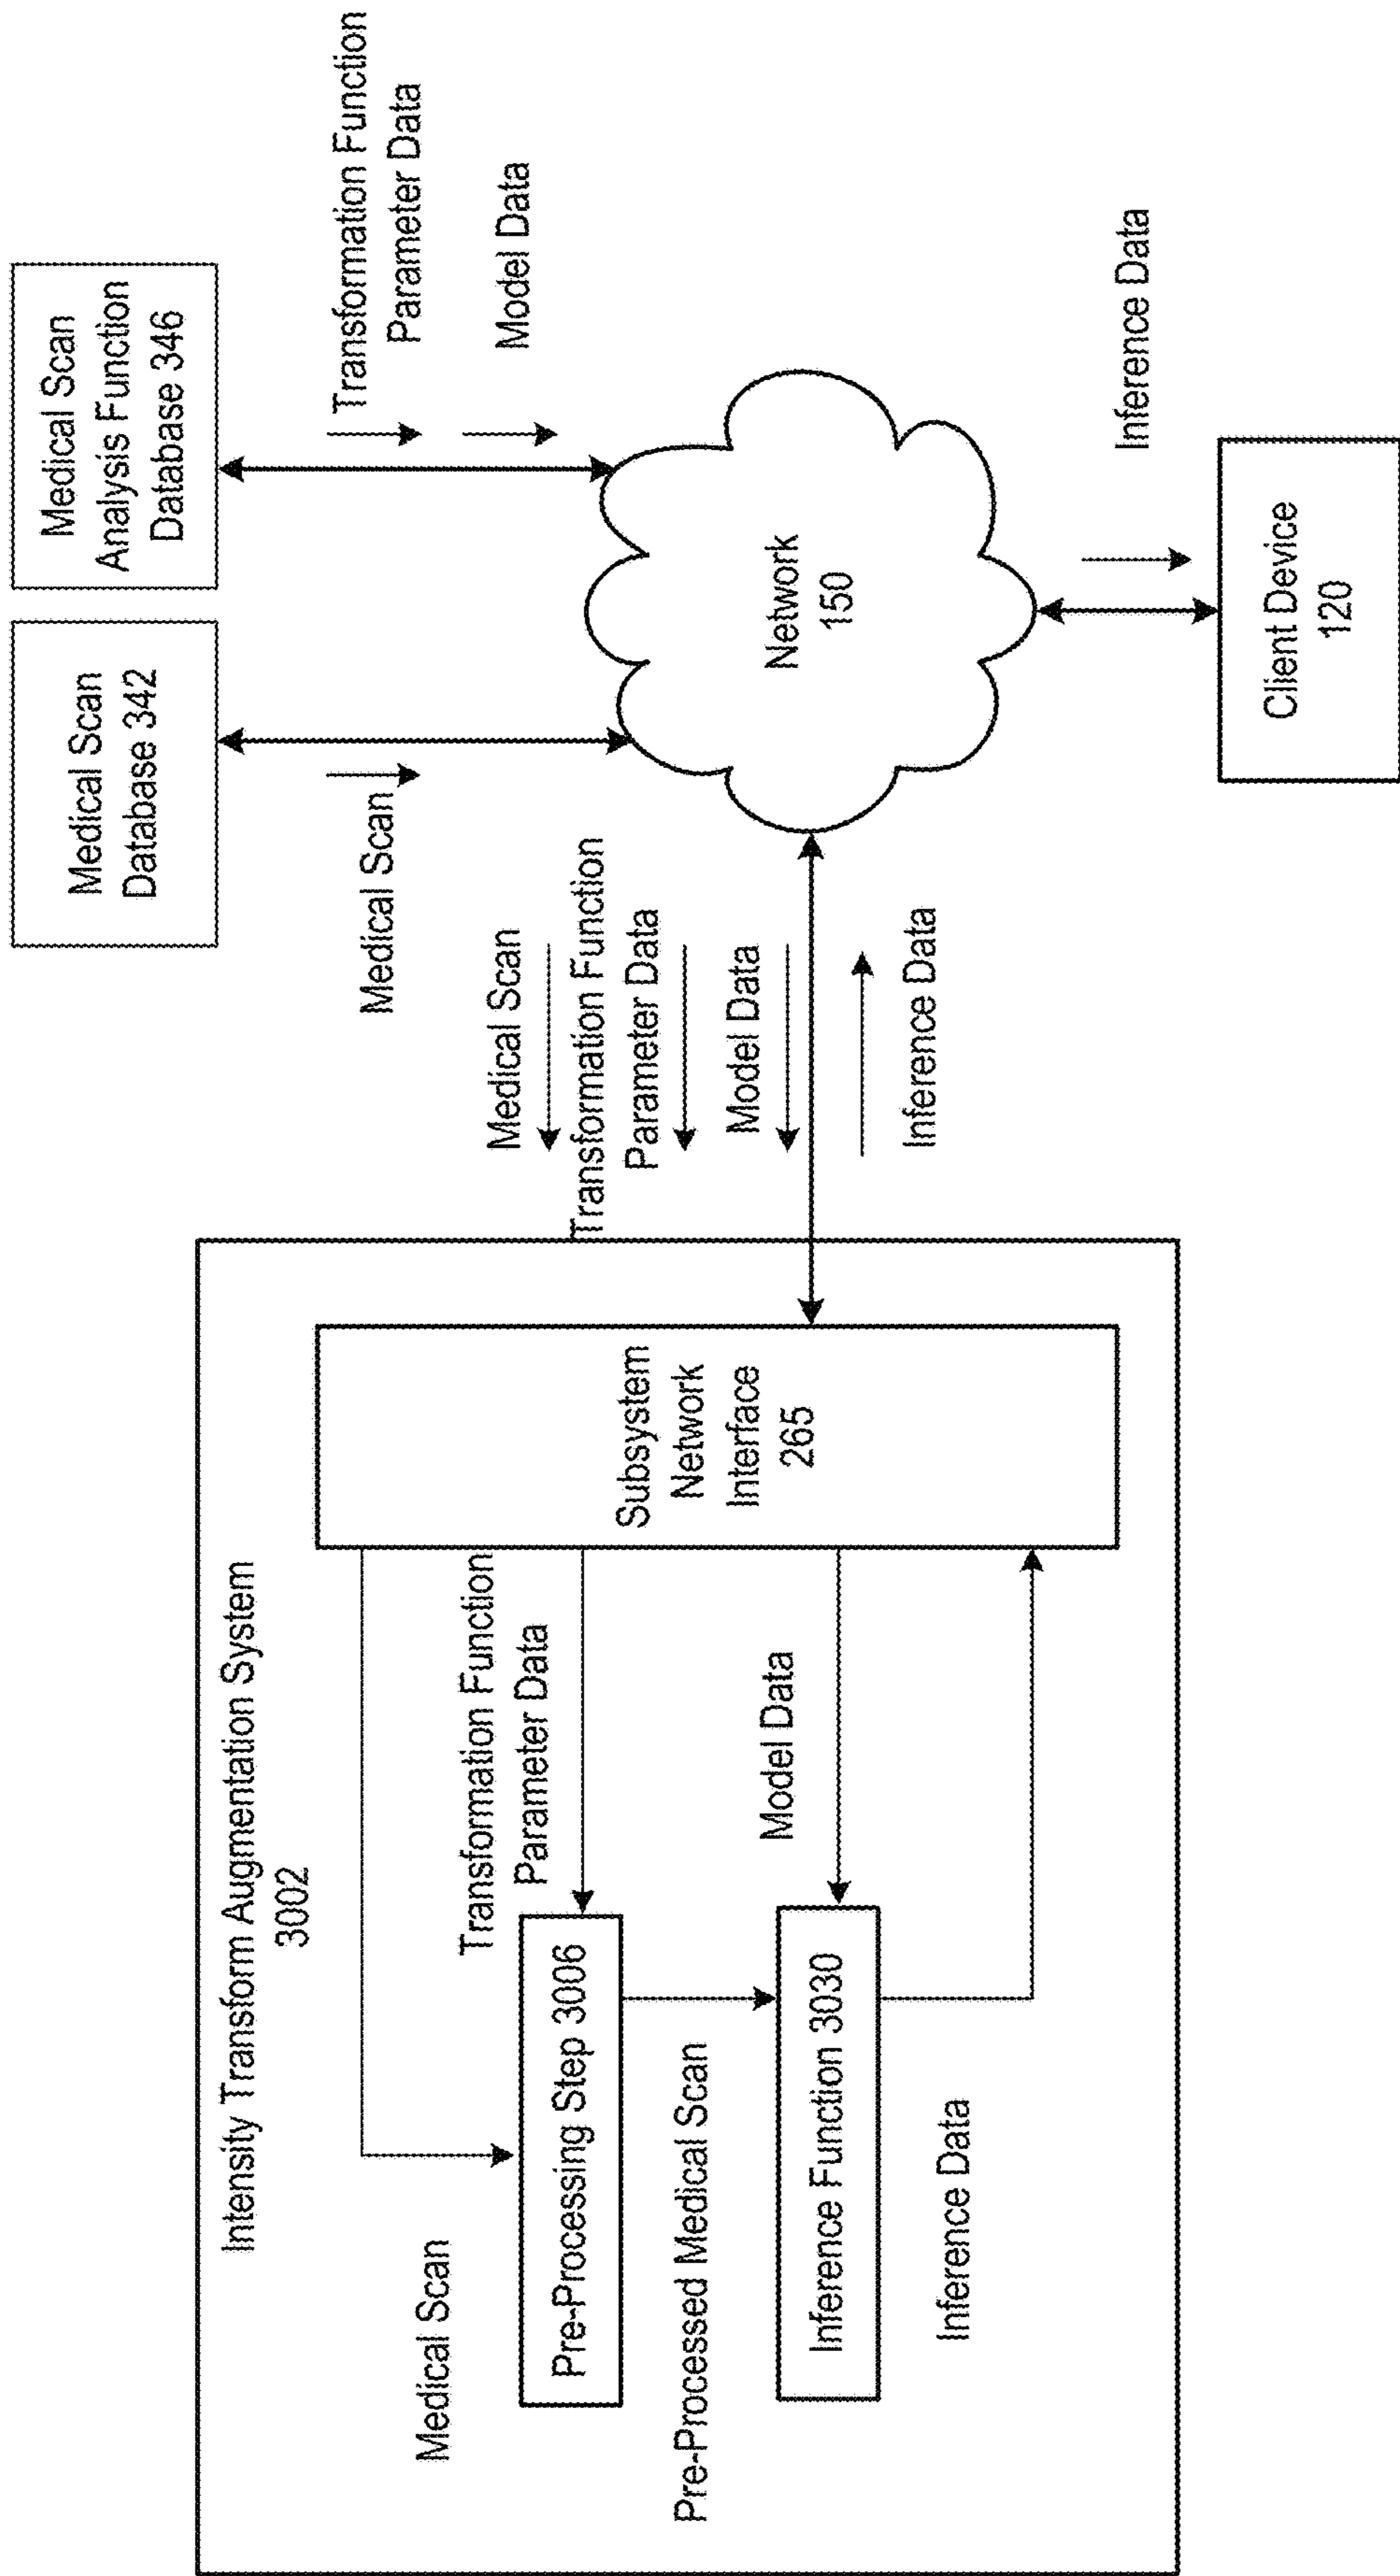 Intensity Transform Augmentation System
3002
Medical Scan
Transformation Function
Parameter Data
Pre-Processing Step 3006
Pre-Processed Medical Scan
Model Data
Inference Function 3030
Inference Data
Subsystem
Network
Interface
265
Medical Scan
Transformation Function
Parameter Data
Model Data
Inference Data
Medical Scan
Database 342
Medical Scan
Medical Scan
Analysis Function
Database 346
Transformation Function
Parameter Data
Model Data
Network
150
Inference Data
Client Device
120